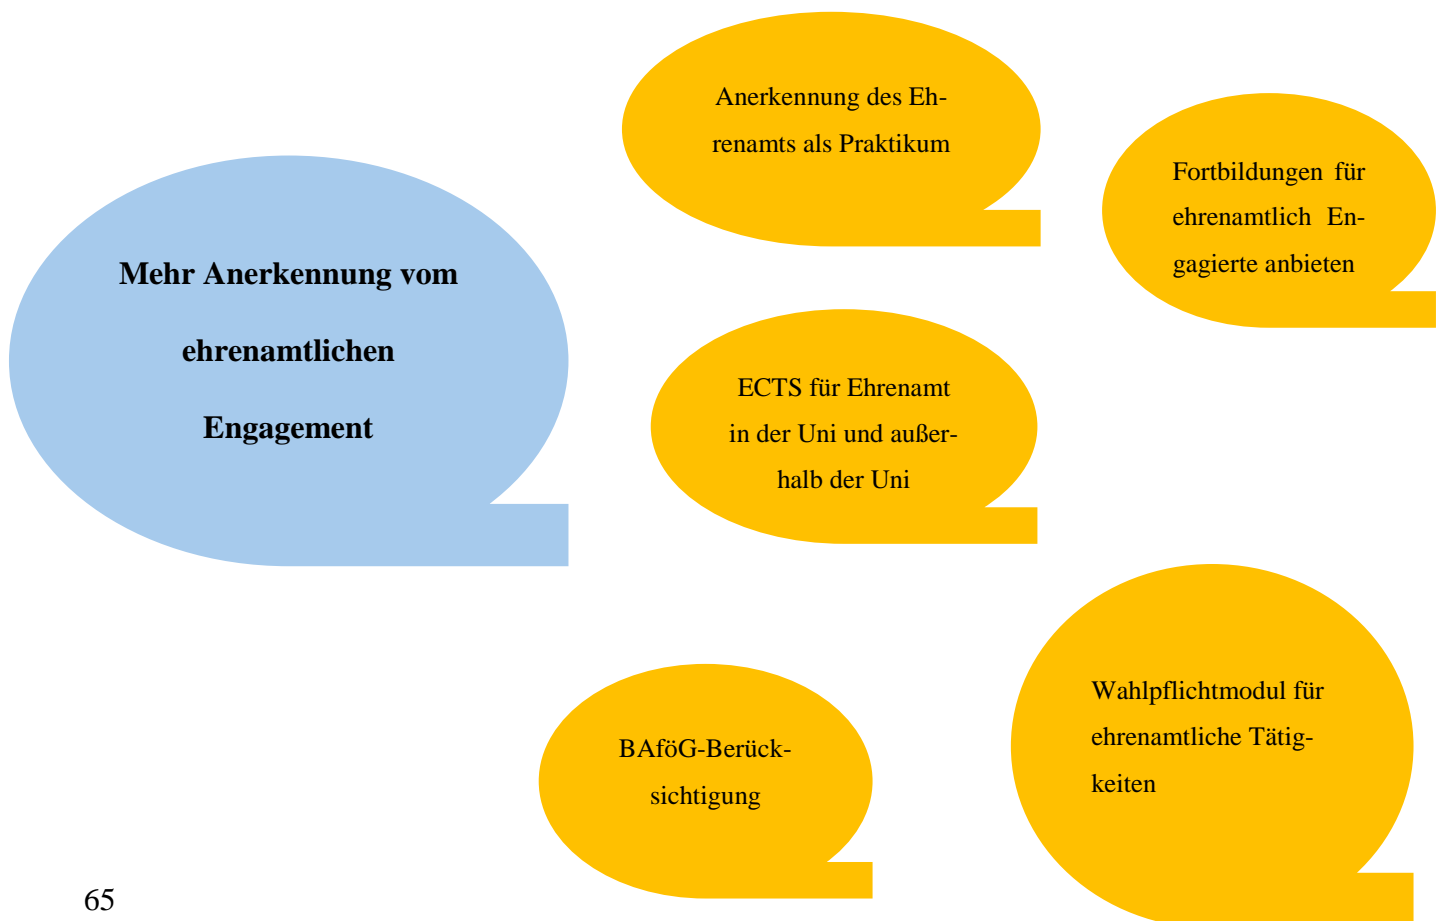 Anerkennung des Eh-
renamts als Praktikum
Fortbildungen für
ehrenamtlich En-
gagierte anbieten
Mehr Anerkennung vom
ehrenamtlichen
Engagement
ECTS für Ehrenamt
in der Uni und außer-
halb der Uni
Wahlpflichtmodul für
ehrenamtliche Tätig-
keiten
BAföG-Berück-
sichtigung
65